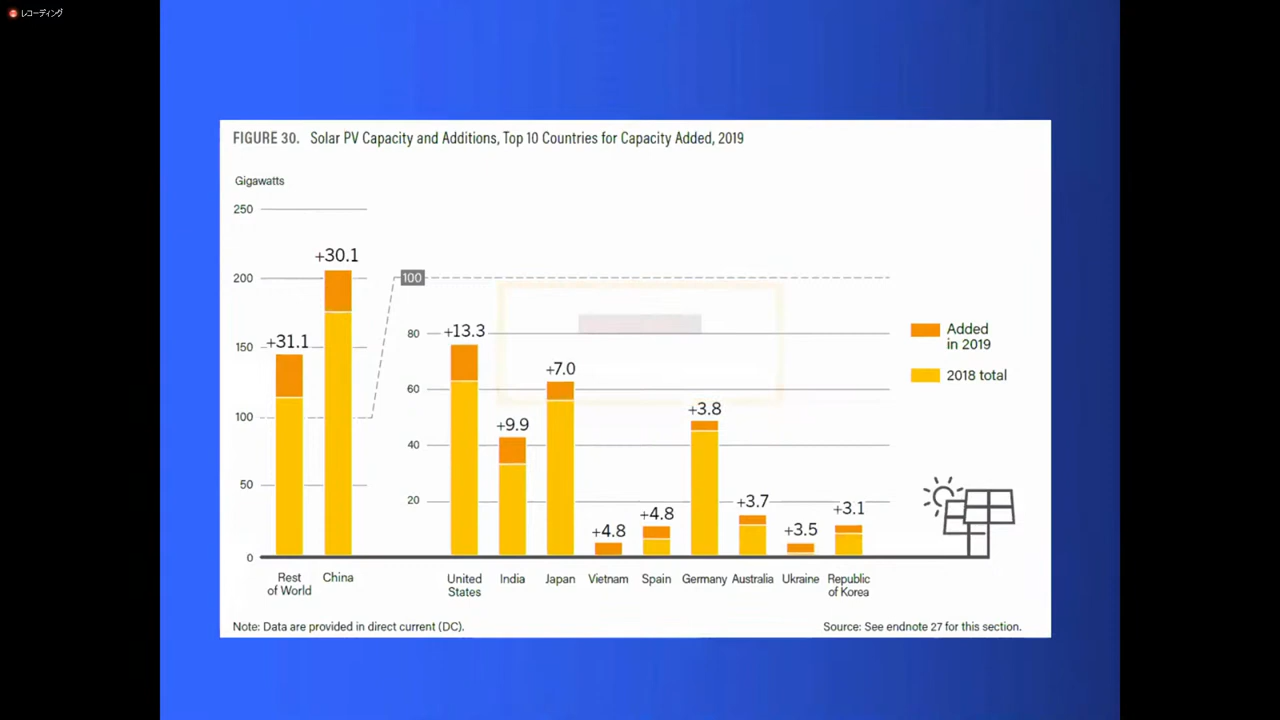 レコーディング
FIGURE 30. Solar PV Capacity and Additions, Top 10 Countries for Capacity Added, 2019
Gigawatts
250
200
150
100
50
0
+31.1
+30.1
100
80
60
40
20
+13.3
+9.9
+7.0
+4.8
+4.8
+3.8
+3.7
+3.5
+3.1
Added
in 2019
2018 total
Rest
of World
China
United
States
India
Japan
Vietnam
Spain
Germany
Australia
Ukraine
Republic
of Korea
Note: Data are provided in direct current (DC).
Source: See endnote 27 for this section.